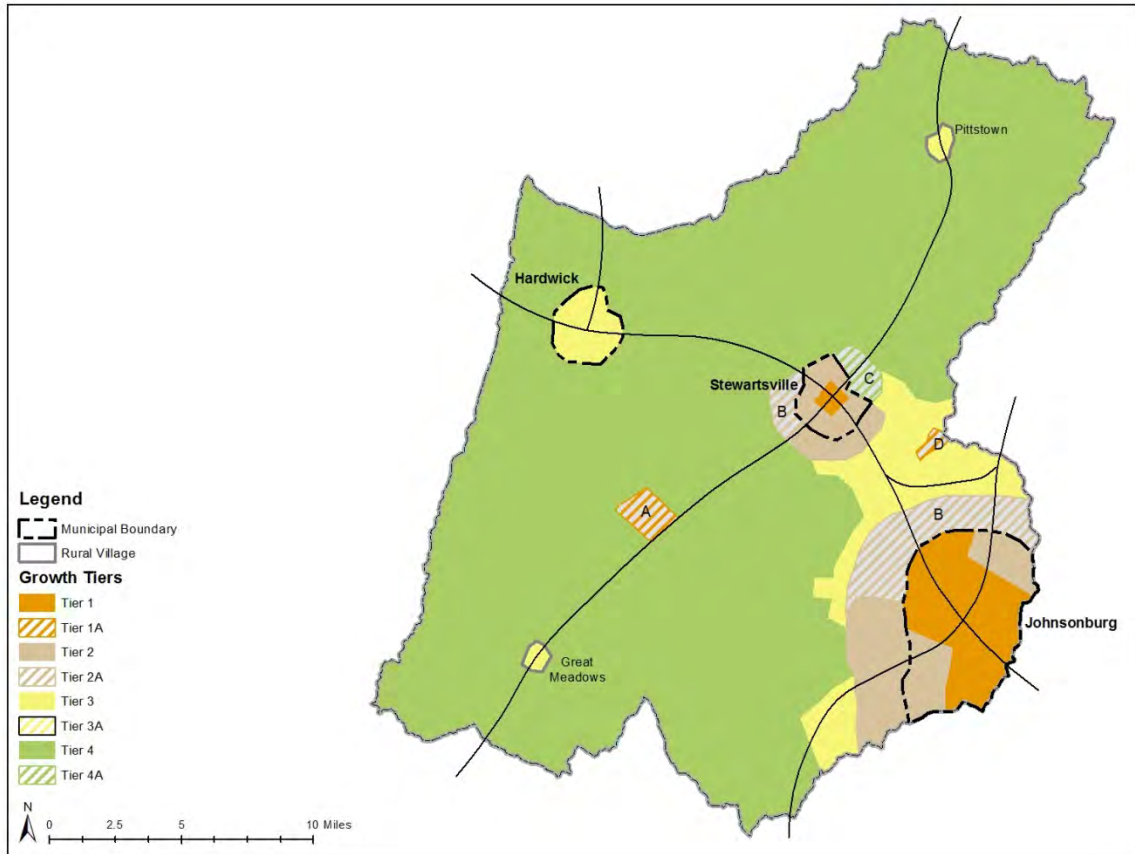 Pittstown
Hardwick
Stewartsville
C
B
D
A
B
Johnsonburg
Great
Meadows
Legend
Municipal Boundary
Rural Village
Growth Tiers
Tier 1
Tier 1A
Tier 2
Tier 2A
Tier 3
Tier 3A
Tier 4
Tier 4A
N
0 2.5 5 10 Miles